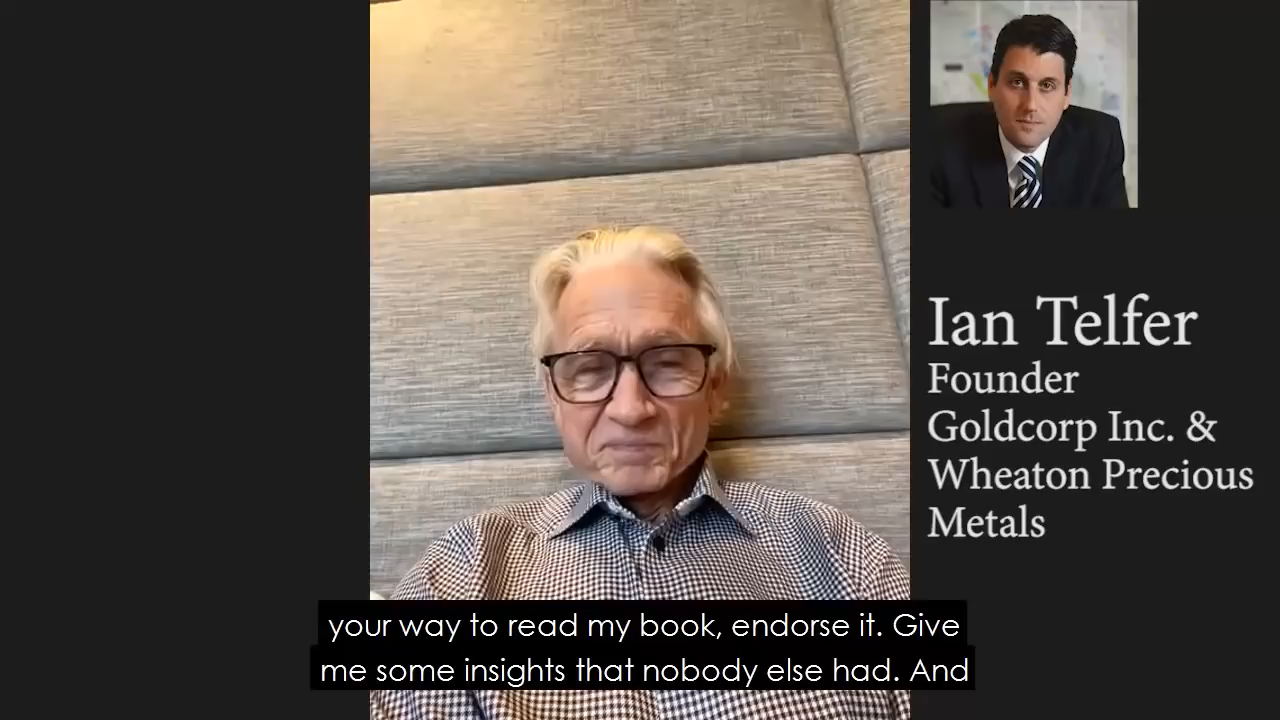 Ian Telfer
Founder
Goldcorp Inc. &
Wheaton Precious
Metals
your way to read my book, endorse it. Give
me some insights that nobody else had. And